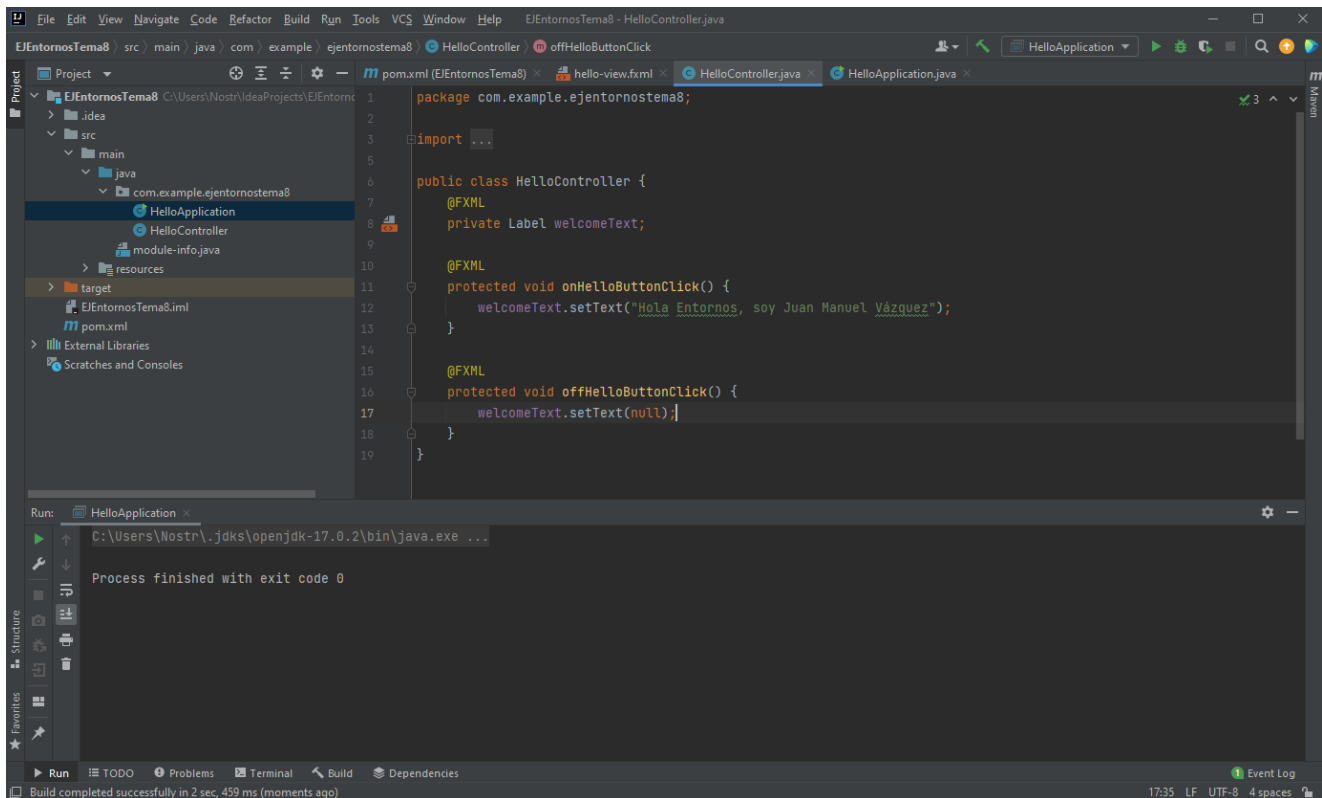 File Edit View Navigate Code Refactor Build Run Tools VCS Window Help EJEntornosTema8 - HelloController.java
EJEntornosTema8 src main java com example ejentornostema8 HelloController offHelloButtonClick HelloApplication
Project
pom.xml (EJEntornosTema8) hello-view.fxml HelloController.java HelloApplication.java
Project
Maven
EJEntornosTema8 C:\Users\Nostr\IdeaProjects\EJEntorno
.idea
src
main
java
com.example.ejentornostema8
HelloApplication
HelloController
module-info.java
resources
target
EJEntornosTema8.iml
pom.xml
External Libraries
Scratches and Consoles
1 package com.example.ejentornostema8;
2
3 import ...
5
6 public class HelloController {
7 @FXML
8 private Label welcomeText;
9
10 @FXML
11 protected void onHelloButtonClick() {
12 welcomeText.setText("Hola Entornos, soy Juan Manuel Vázquez");
13 }
14
15 @FXML
16 protected void offHelloButtonClick() {
17 welcomeText.setText(null);
18 }
19 }
3
Run: HelloApplication
C:\Users\Nostr\.jdks\openjdk-17.0.2\bin\java.exe ...
Process finished with exit code 0
Structure
Favorites
Run TODO Problems Terminal Build Dependencies 1 Event Log
Build completed successfully in 2 sec, 459 ms (moments ago) 17:35 LF UTF-8 4 spaces